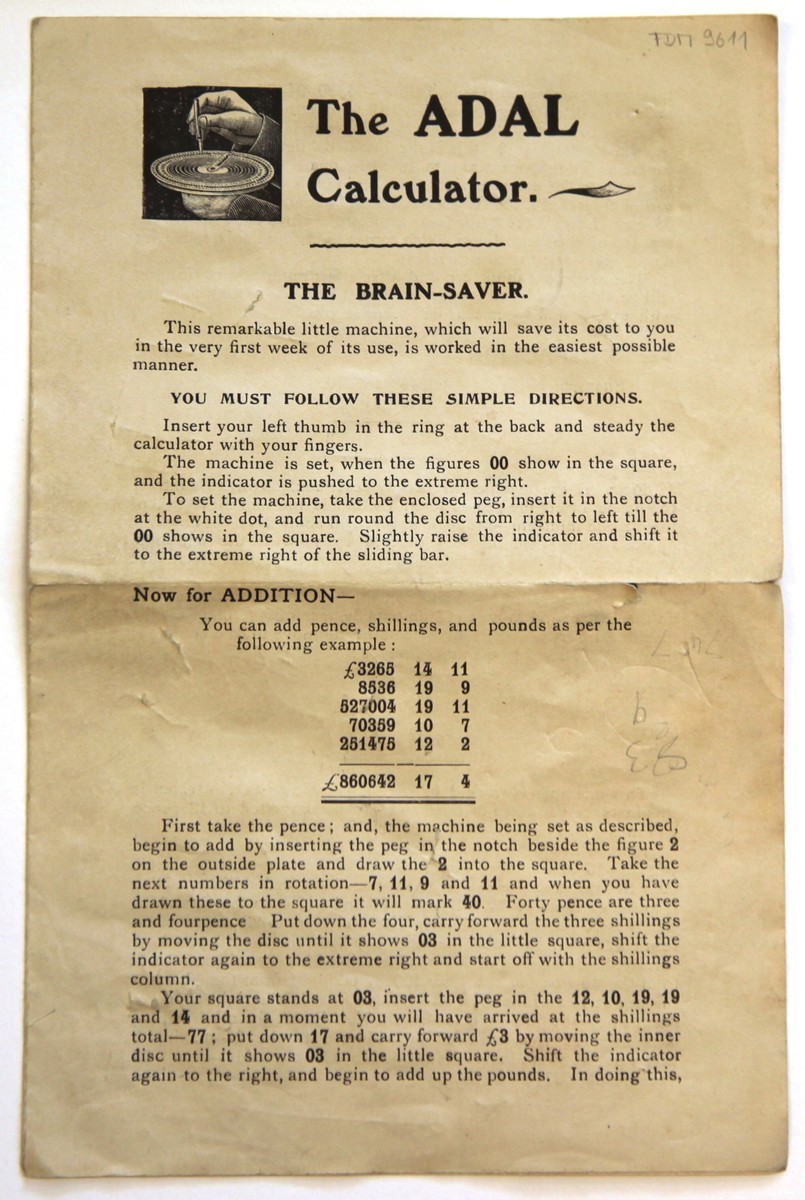 TDM 9611
The ADAL
Calculator.
THE BRAIN-SAVER.
This remarkable little machine, which will save its cost to you
in the very first week of its use, is worked in the easiest possible
manner.
YOU MUST FOLLOW THESE SIMPLE DIRECTIONS.
Insert your left thumb in the ring at the back and steady the
calculator with your fingers.
The machine is set, when the figures 00 show in the square,
and the indicator is pushed to the extreme right.
To set the machine, take the enclosed peg, insert it in the notch
at the white dot, and run round the disc from right to left till the
00 shows in the square. Slightly raise the indicator and shift it
to the extreme right of the sliding bar.
Now for ADDITION—
You can add pence, shillings, and pounds as per the
following example :
£3265 14 11
8536 19 9
527004 19 11
70359 10 7
251475 12 2
£860642 17 4
First take the pence ; and, the machine being set as described,
begin to add by inserting the peg in the notch beside the figure 2
on the outside plate and draw the 2 into the square. Take the
next numbers in rotation—7, 11, 9 and 11 and when you have
drawn these to the square it will mark 40. Forty pence are three
and fourpence Put down the four, carry forward the three shillings
by moving the disc until it shows 03 in the little square, shift the
indicator again to the extreme right and start off with the shillings
column.
Your square stands at 03, insert the peg in the 12, 10, 19, 19
and 14 and in a moment you will have arrived at the shillings
total—77 ; put down 17 and carry forward £3 by moving the inner
disc until it shows 03 in the little square. Shift the indicator
again to the right, and begin to add up the pounds. In doing this,